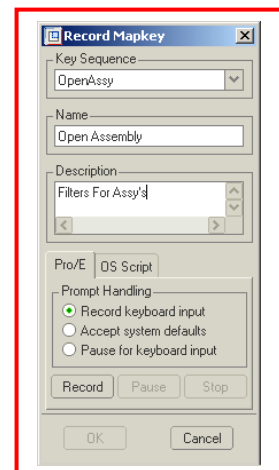 Record Mapkey
Key Sequence
OpenAssy
Name
Open Assembly
Description
Filters For Assy's
Pro/E OS Script
Prompt Handling
Record keyboard input
Accept system defaults
Pause for keyboard input
Record Pause Stop
OK Cancel